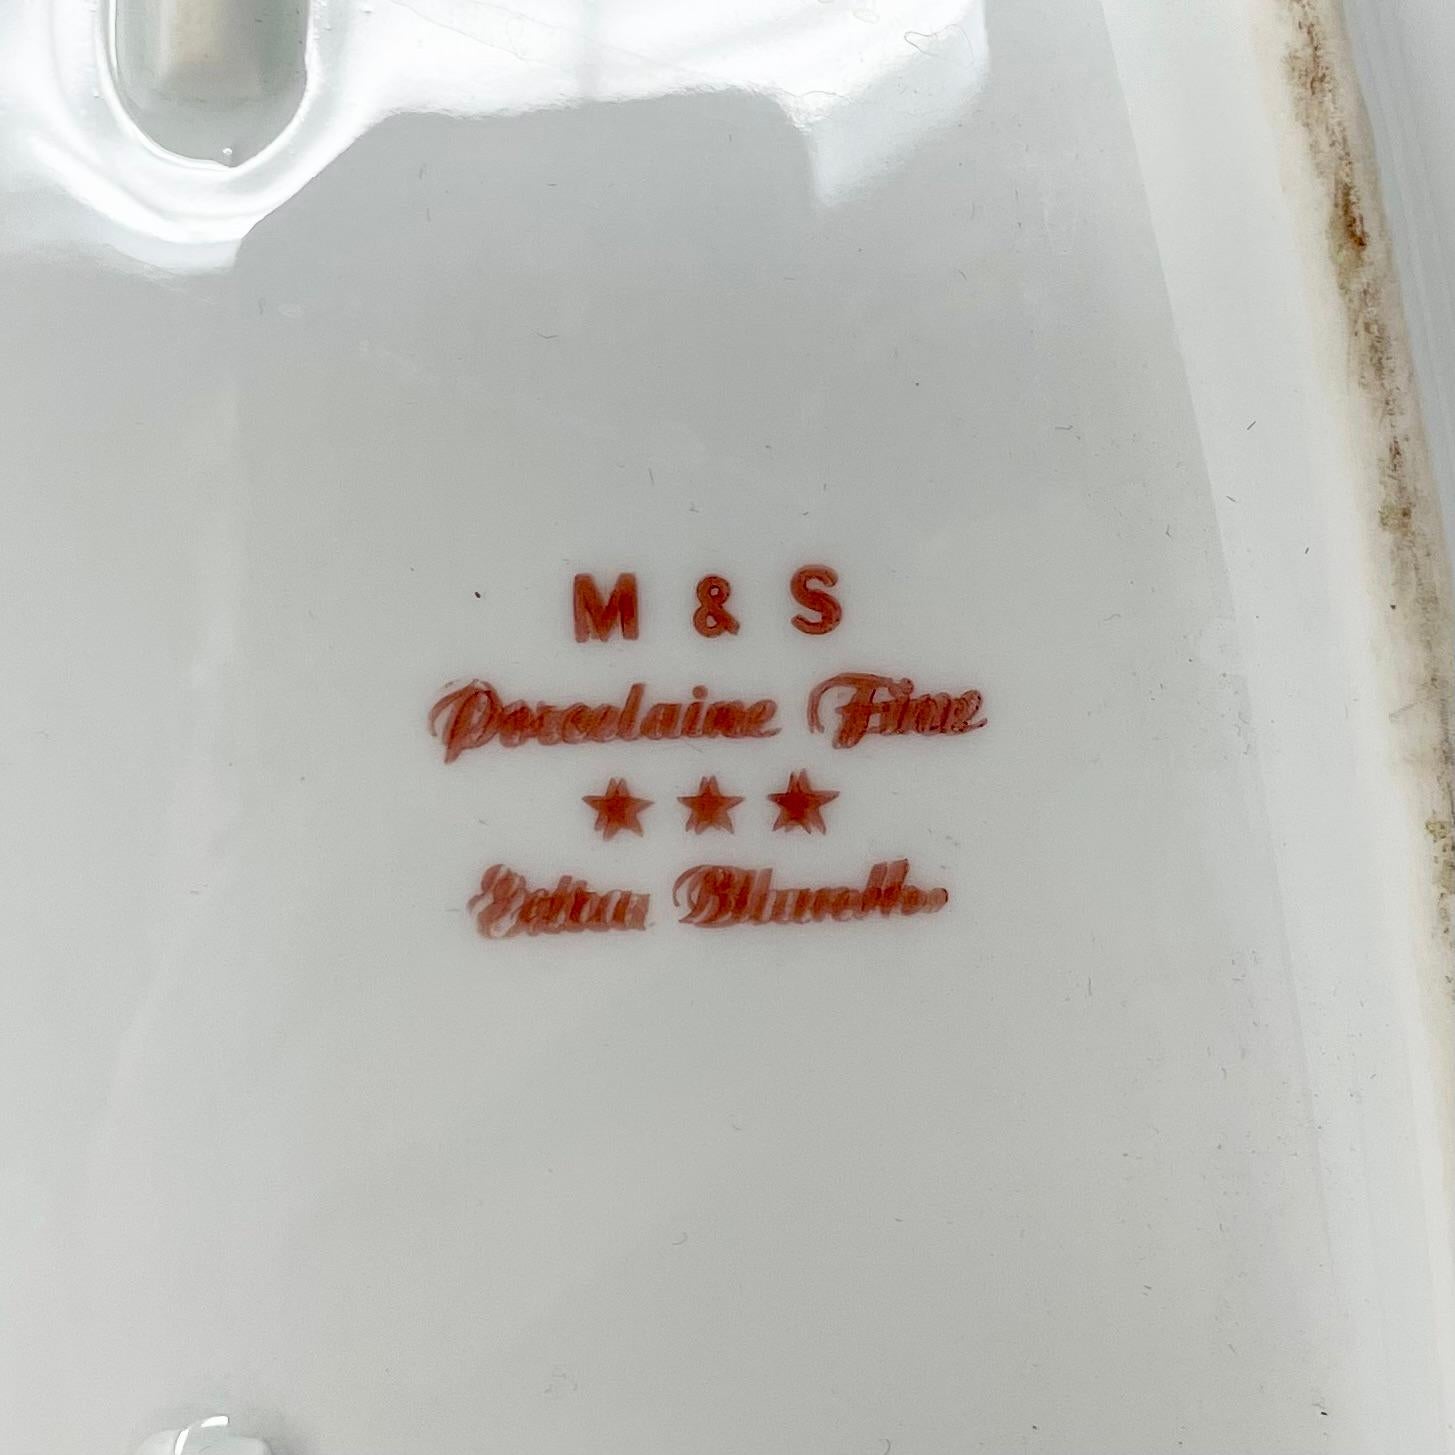 M & S
Porcelaine Fine
★ ★ ★
Extra Blanche